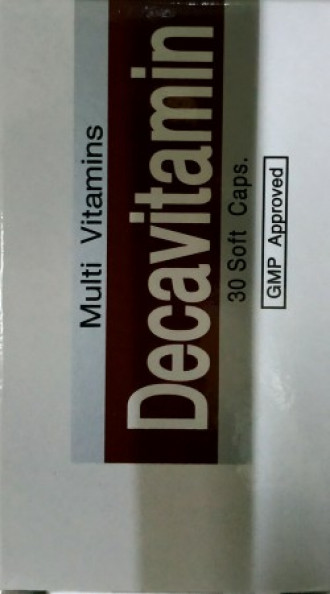 Multi Vitamins
Decavitamin
30 Soft Caps.
GMP Approved